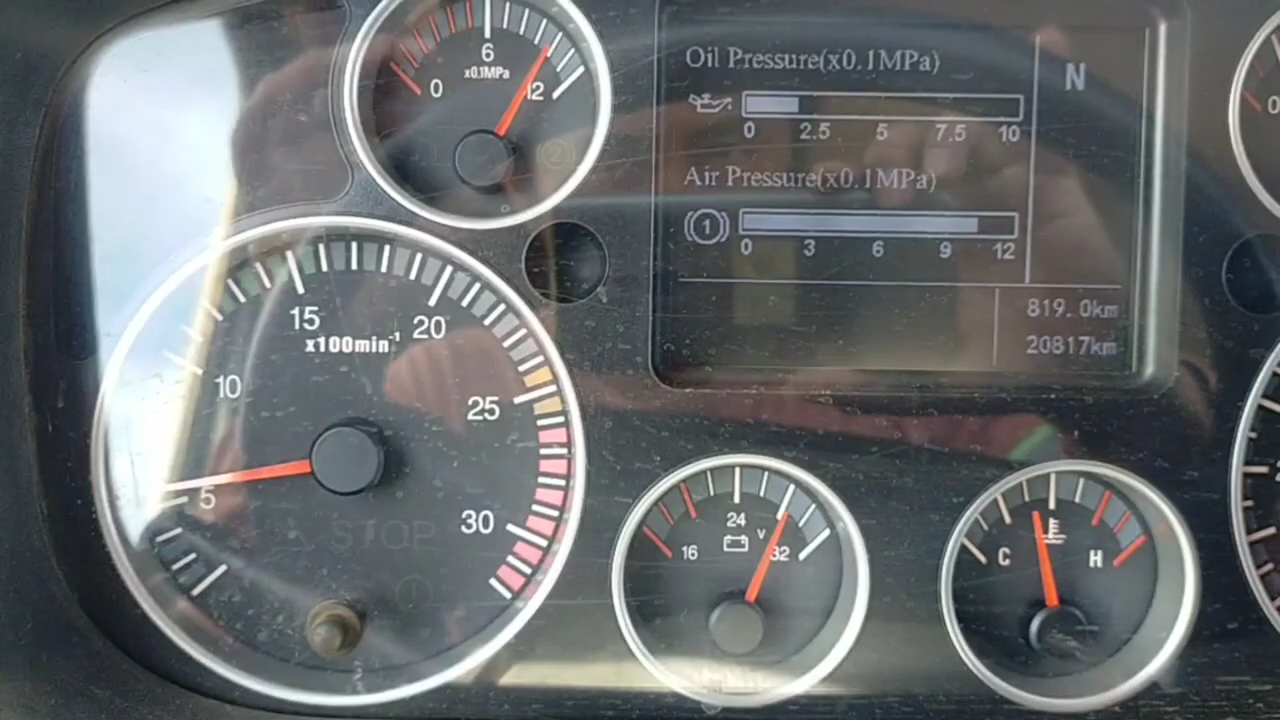 6
x0.1MPa
0
12
Oil Pressure(x0.1MPa)
N
0 2.5 5 7.5 10
Air Pressure(x0.1MPa)
(1)
0 3 6 9 12
819.0km
20817km
0
15
20
x100min⁻¹
10
25
5
30
STOP
24
V
16
32
C
H